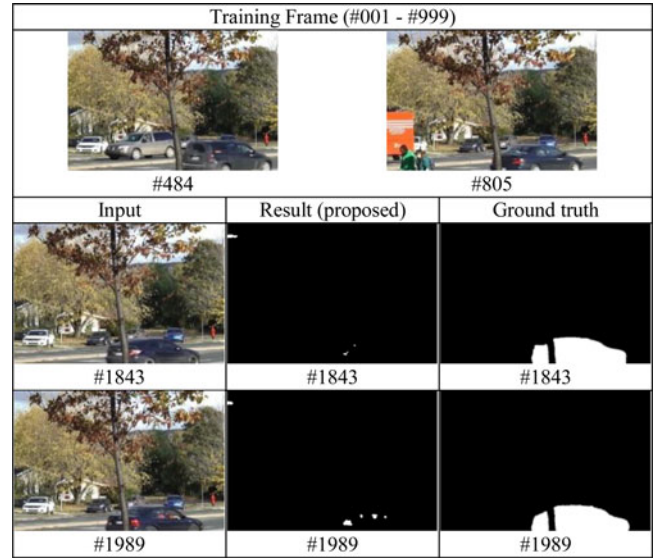 Training Frame (#001 - #999)
#484 #805
Input Result (proposed) Ground truth
#1843 #1843 #1843
#1989 #1989 #1989